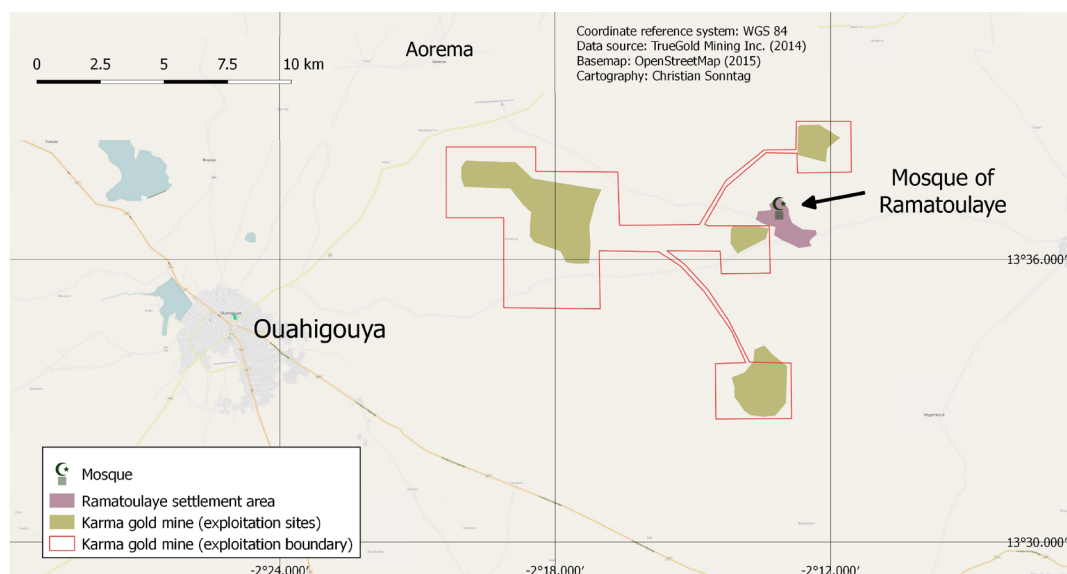 Aorema
Coordinate reference system: WGS 84
Data source: TrueGold Mining Inc. (2014)
Basemap: OpenStreetMap (2015)
Cartography: Christian Sonntag
0 2.5 5 7.5 10 km
Mosque of
Ramatoulaye
13°36.000'
Ouahigouya
Mosque
Ramatoulaye settlement area
Karma gold mine (exploitation sites)
Karma gold mine (exploitation boundary)
13°30.000'
-2°24.000'
-2°18.000'
-2°12.000'